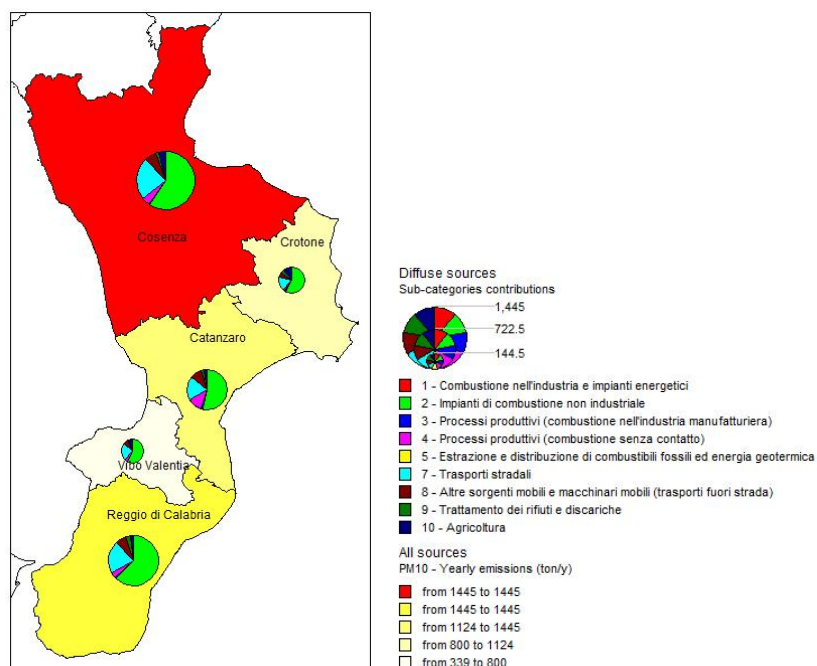 Cosenza
Crotone
Catanzaro
Vibo Valentia
Reggio di Calabria
Diffuse sources
Sub-categories contributions
1,445
722.5
144.5
1 - Combustione nell'industria e impianti energetici
2 - Impianti di combustione non industriale
3 - Processi produttivi (combustione nell'industria manufatturiera)
4 - Processi produttivi (combustione senza contatto)
5 - Estrazione e distribuzione di combustibili fossili ed energia geotermica
7 - Trasporti stradali
8 - Altre sorgenti mobili e macchinari mobili (trasporti fuori strada)
9 - Trattamento dei rifiuti e discariche
10 - Agricoltura
All sources
PM10 - Yearly emissions (ton/y)
from 1445 to 1445
from 1445 to 1445
from 1124 to 1445
from 800 to 1124
from 339 to 800